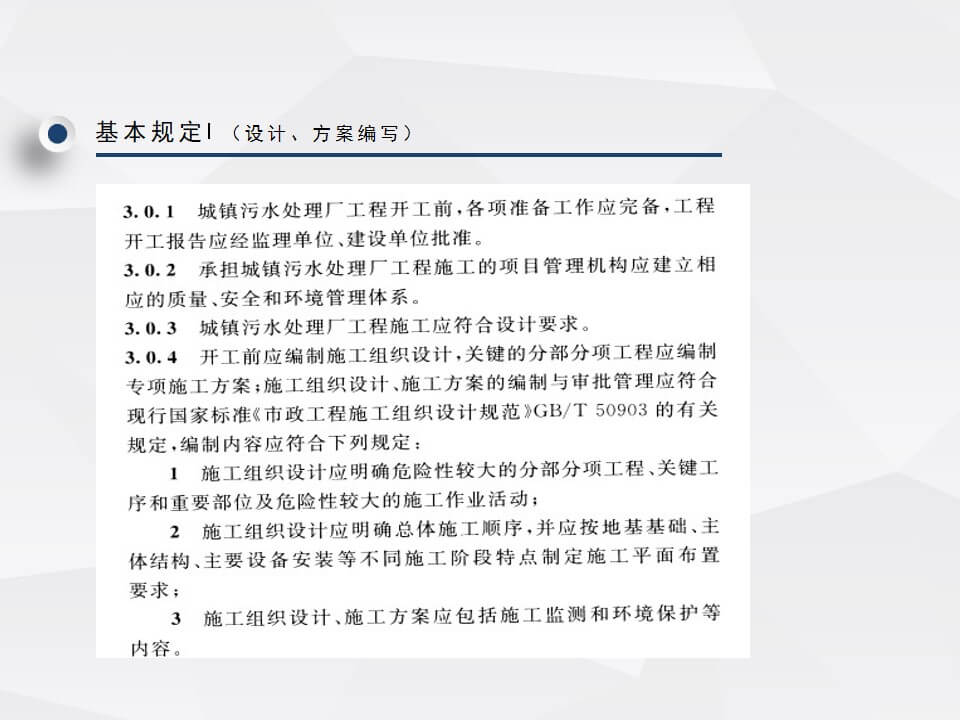 基本规定I （设计、方案编写）
3.0.1 城镇污水处理厂工程开工前，各项准备工作应完备，工程
开工报告应经监理单位、建设单位批准。
3.0.2 承担城镇污水处理厂工程施工的项目管理机构应建立相
应的质量、安全和环境管理体系。
3.0.3 城镇污水处理厂工程施工应符合设计要求。
3.0.4 开工前应编制施工组织设计，关键的分部分项工程应编制
专项施工方案；施工组织设计、施工方案的编制与审批管理应符合
现行国家标准《市政工程施工组织设计规范》GB/T 50903 的有关
规定，编制内容应符合下列规定：
1 施工组织设计应明确危险性较大的分部分项工程、关键工
序和重要部位及危险性较大的施工作业活动；
2 施工组织设计应明确总体施工顺序，并应按地基基础、主
体结构、主要设备安装等不同施工阶段特点制定施工平面布置
要求；
3 施工组织设计、施工方案应包括施工监测和环境保护等
内容。